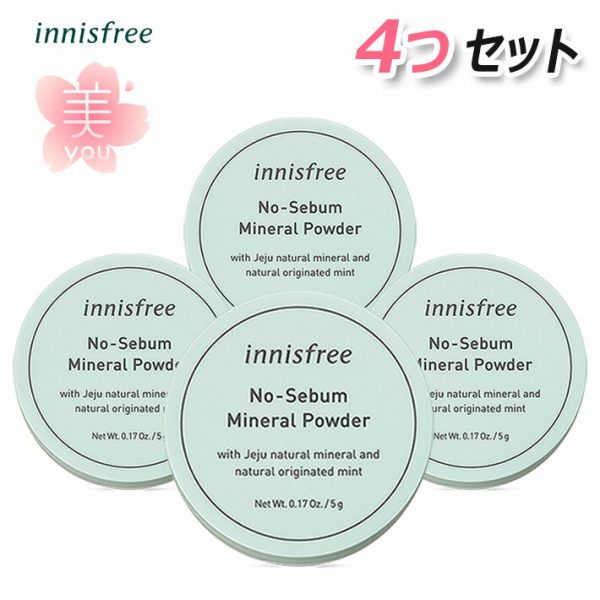 innisfree
4つ セット
美
you
innisfree
No-Sebum
Mineral Powder
with Jeju natural mineral and
natural originated mint
innisfree
No-Sebum
Mineral Powde
with Jeju natural miner
natural originated
Net Wt. 0.17 Oz. / 5
innisfree
No-Sebum
Mineral Powder
with Jeju natural mineral and
natural originated mint
Net Wt. 0.17 Oz. / 5 g
innisfree
No-Sebum
Mineral Powder
Jeju natural mineral and
ural originated mint
Net Wt. 0.17 Oz. / 5 g